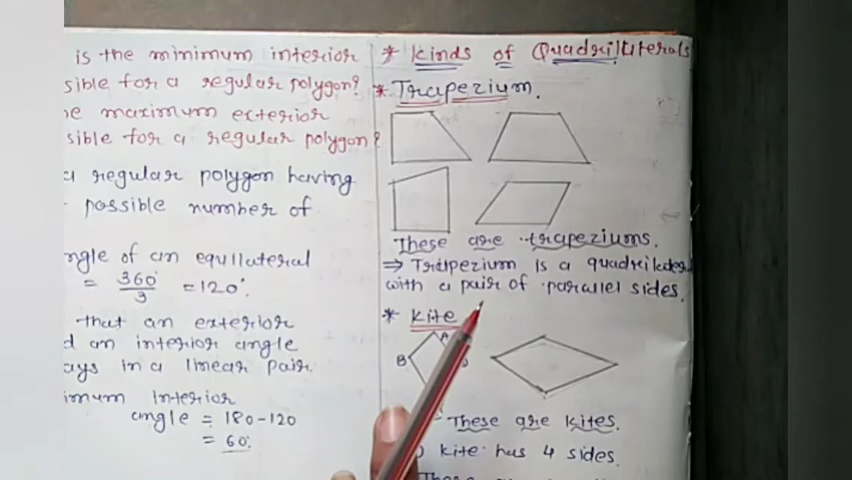 is the minimum interior
sible for a regular polygon?
e maximum exterior
sible for a regular polygon?
a regular polygon having
possible number of
ngle of an equilateral
= 360°/3 = 120°.
that an exterior
d an interior angle
ays in a linear pair
imum interior
angle = 180-120
= 60°.
* Kinds of Quadrilaterals
* Trapezium.
These are trapeziums.
⇒ Trapezium is a quadrilateral
with a pair of parallel sides.
* Kite
A
B
D
These are kites.
kite has 4 sides.